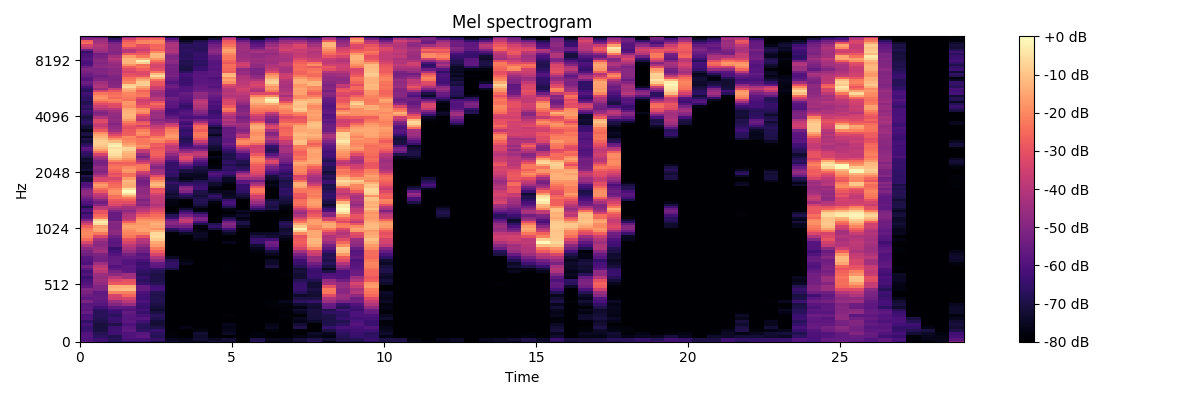 Mel spectrogram
+0 dB
8192
-10 dB
4096
-20 dB
-30 dB
2048
-40 dB
Hz
1024
-50 dB
-60 dB
512
-70 dB
0
-80 dB
0 5 10 15 20 25
Time